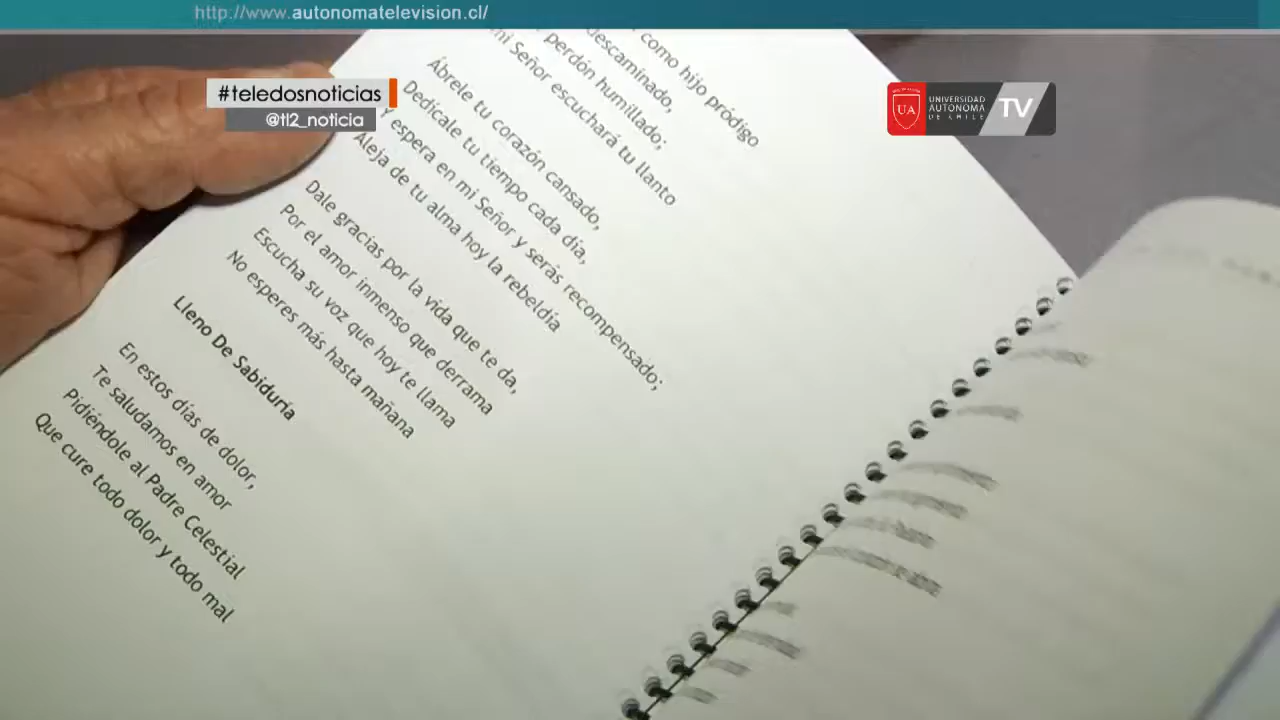 http://www.autonomatelevision.cl/
#teledosnoticias
@tl2_noticia
UA
UNIVERSIDAD
AUTONOMA
DE CHILE
TV
como hijo pródigo
descaminado,
perdón humillado;
mi Señor escuchará tu llanto
Ábrele tu corazón cansado,
Dedícale tu tiempo cada día,
y espera en mi Señor y serás recompensado;
Aleja de tu alma hoy la rebeldía
Dale gracias por la vida que te da,
Por el amor inmenso que derrama
Escucha su voz que hoy te llama
No esperes más hasta mañana
Lleno De Sabiduría
En estos días de dolor,
Te saludamos en amor
Pidiéndole al Padre Celestial
Que cure todo dolor y todo mal